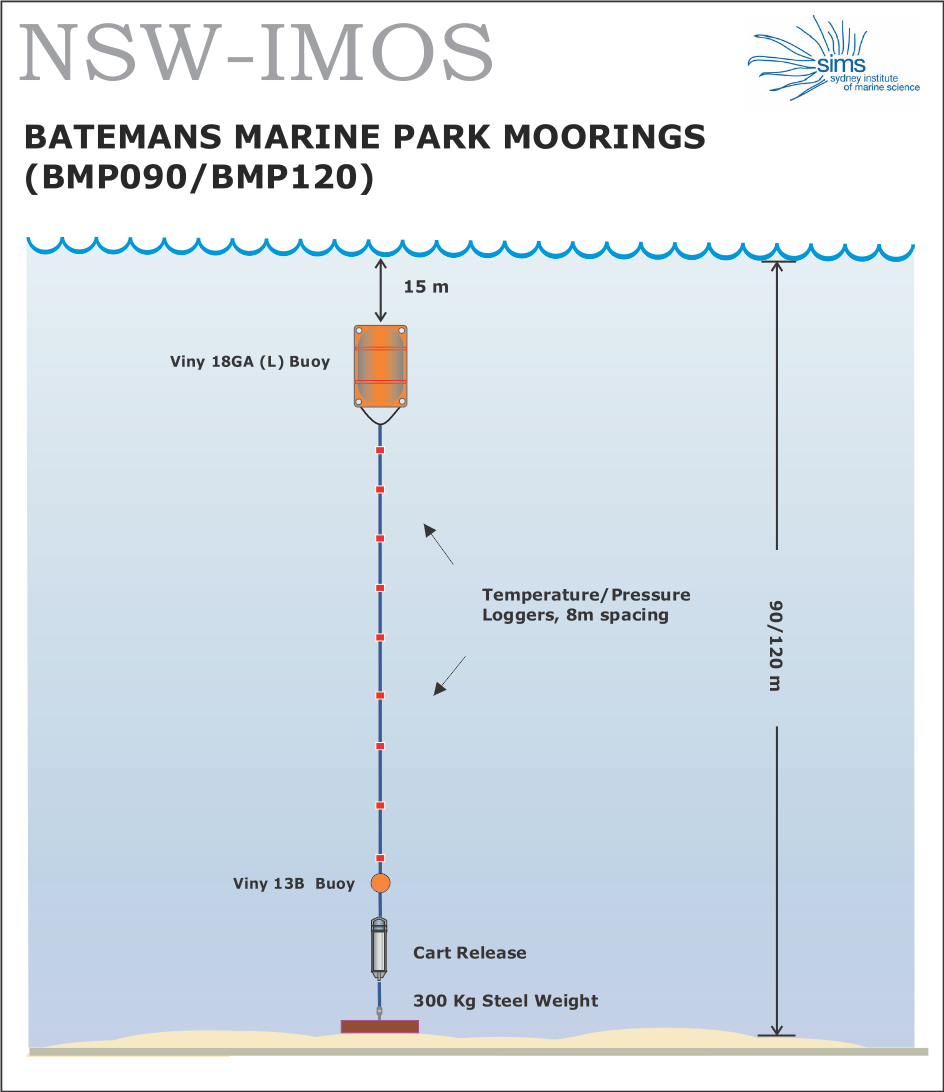 NSW-IMOS
sims
sydney institute
of marine science
BATEMANS MARINE PARK MOORINGS
(BMP090/BMP120)
15 m
Viny 18GA (L) Buoy
Temperature/Pressure
Loggers, 8m spacing
90/120 m
Viny 13B Buoy
Cart Release
300 Kg Steel Weight